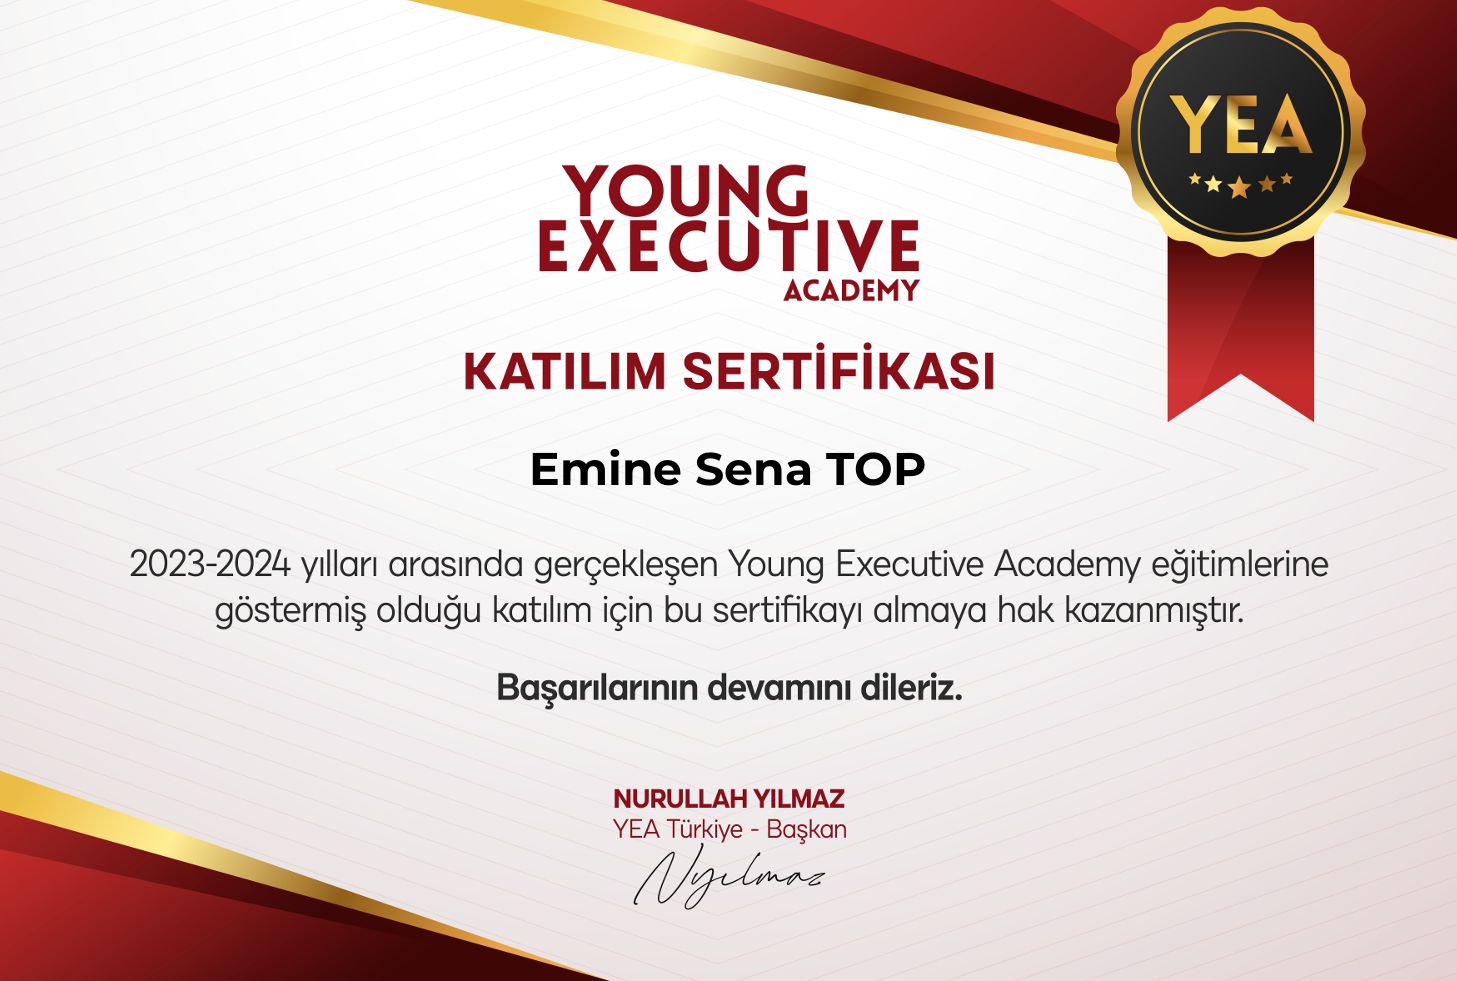 YEA
YOUNG
EXECUTIVE
ACADEMY
KATILIM SERTİFİKASI
Emine Sena TOP
2023-2024 yılları arasında gerçekleşen Young Executive Academy eğitimlerine
göstermiş olduğu katılım için bu sertifikayı almaya hak kazanmıştır.
Başarılarının devamını dileriz.
NURULLAH YILMAZ
YEA Türkiye - Başkan
Nyılmaz